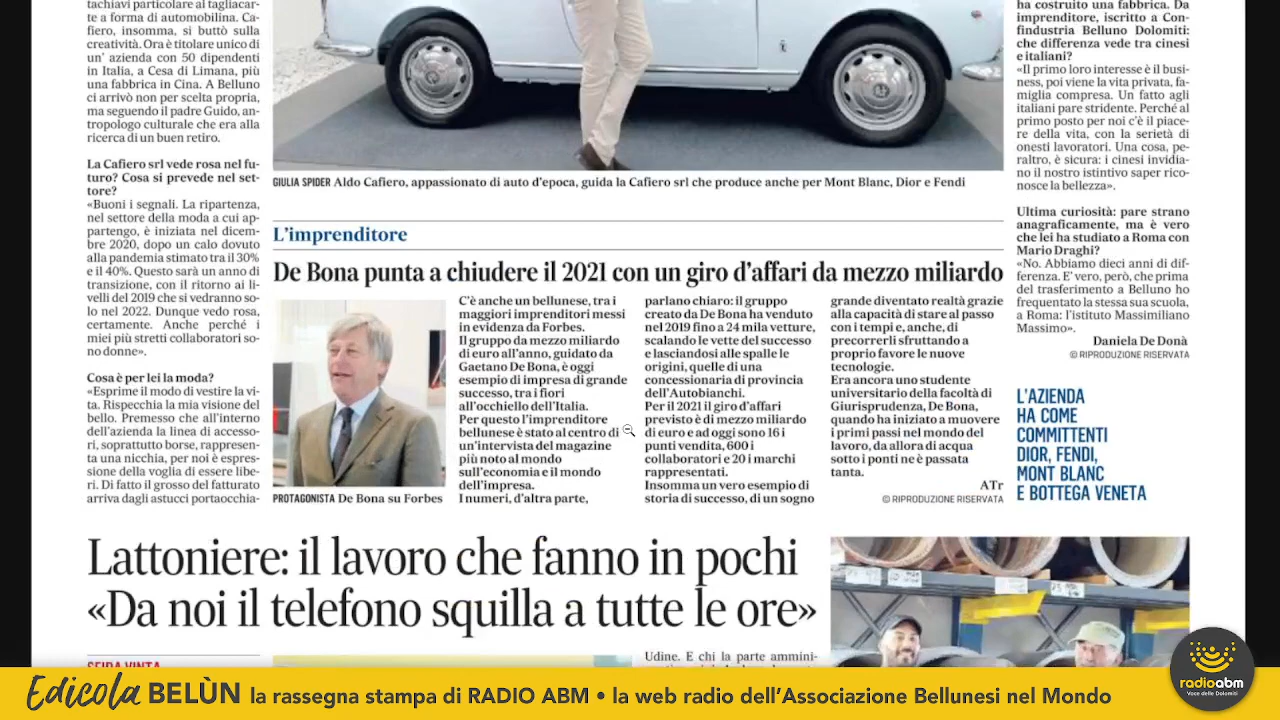 tachiavi particolare al tagliacar-
te a forma di automobilina. Ca-
fiero, insomma, si buttò sulla
creatività. Ora è titolare unico di
un' azienda con 50 dipendenti
in Italia, a Cesa di Limana, più
una fabbrica in Cina. A Belluno
ci arrivò non per scelta propria,
ma seguendo il padre Guido, an-
tropologo culturale che era alla
ricerca di un buen retiro.
La Cafiero srl vede rosa nel fu-
turo? Cosa si prevede nel set-
tore?
«Buoni i segnali. La ripartenza,
nel settore della moda a cui ap-
partengo, è iniziata nel dicem-
bre 2020, dopo un calo dovuto
alla pandemia stimato tra il 30%
e il 40%. Questo sarà un anno di
transizione, con il ritorno ai li-
velli del 2019 che si vedranno so-
lo nel 2022. Dunque vedo rosa,
certamente. Anche perché i
miei più stretti collaboratori so-
no donne».
Cosa è per lei la moda?
«Esprime il modo di vestire la vi-
ta. Rispecchia la mia visione del
bello. Premesso che all'interno
dell'azienda la linea di accesso-
ri, soprattutto borse, rappresen-
ta una nicchia, per noi è espres-
sione della voglia di essere libe-
ri. Di fatto il grosso del fatturato
arriva dagli astucci portaocchia-
GIULIA SPIDER Aldo Cafiero, appassionato di auto d'epoca, guida la Cafiero srl che produce anche per Mont Blanc, Dior e Fendi
L'imprenditore
De Bona punta a chiudere il 2021 con un giro d'affari da mezzo miliardo
PROTAGONISTA De Bona su Forbes
C'è anche un bellunese, tra i
maggiori imprenditori messi
in evidenza da Forbes.
Il gruppo da mezzo miliardo
di euro all'anno, guidato da
Gaetano De Bona, è oggi
esempio di impresa di grande
successo, tra i fiori
all'occhiello dell'Italia.
Per questo l'imprenditore
bellunese è stato al centro di
un'intervista del magazine
più noto al mondo
sull'economia e il mondo
dell'impresa.
I numeri, d'altra parte,
parlano chiaro: il gruppo
creato da De Bona ha venduto
nel 2019 fino a 24 mila vetture,
scalando le vette del successo
e lasciandosi alle spalle le
origini, quelle di una
concessionaria di provincia
dell'Autobianchi.
Per il 2021 il giro d'affari
previsto è di mezzo miliardo
di euro e ad oggi sono 16 i
punti vendita, 600 i
collaboratori e 20 i marchi
rappresentati.
Insomma un vero esempio di
storia di successo, di un sogno
grande diventato realtà grazie
alla capacità di stare al passo
con i tempi e, anche, di
precorrerli sfruttando a
proprio favore le nuove
tecnologie.
Era ancora uno studente
universitario della facoltà di
Giurisprudenza, De Bona,
quando ha iniziato a muovere
i primi passi nel mondo del
lavoro, da allora di acqua
sotto i ponti ne è passata
tanta.
ATr
© RIPRODUZIONE RISERVATA
ha costruito una fabbrica. Da
imprenditore, iscritto a Con-
findustria Belluno Dolomiti:
che differenza vede tra cinesi
e italiani?
«Il primo loro interesse è il busi-
ness, poi viene la vita privata, fa-
miglia compresa. Un fatto agli
italiani pare stridente. Perché al
primo posto per noi c'è il piace-
re della vita, con la serietà di
onesti lavoratori. Una cosa, pe-
raltro, è sicura: i cinesi invidia-
no il nostro istintivo saper rico-
nosce la bellezza».
Ultima curiosità: pare strano
anagraficamente, ma è vero
che lei ha studiato a Roma con
Mario Draghi?
«No. Abbiamo dieci anni di dif-
ferenza. E' vero, però, che prima
del trasferimento a Belluno ho
frequentato la stessa sua scuola,
a Roma: l'istituto Massimiliano
Massimo».
Daniela De Donà
© RIPRODUZIONE RISERVATA
L'AZIENDA
HA COME
COMMITTENTI
DIOR, FENDI,
MONT BLANC
E BOTTEGA VENETA
Lattoniere: il lavoro che fanno in pochi
«Da noi il telefono squilla a tutte le ore»
SFIDA VINTA
Udine. E chi la parte ammini-
Edicola BELÙN la rassegna stampa di RADIO ABM • la web radio dell'Associazione Bellunesi nel Mondo
radioabm
Voce delle Dolomiti